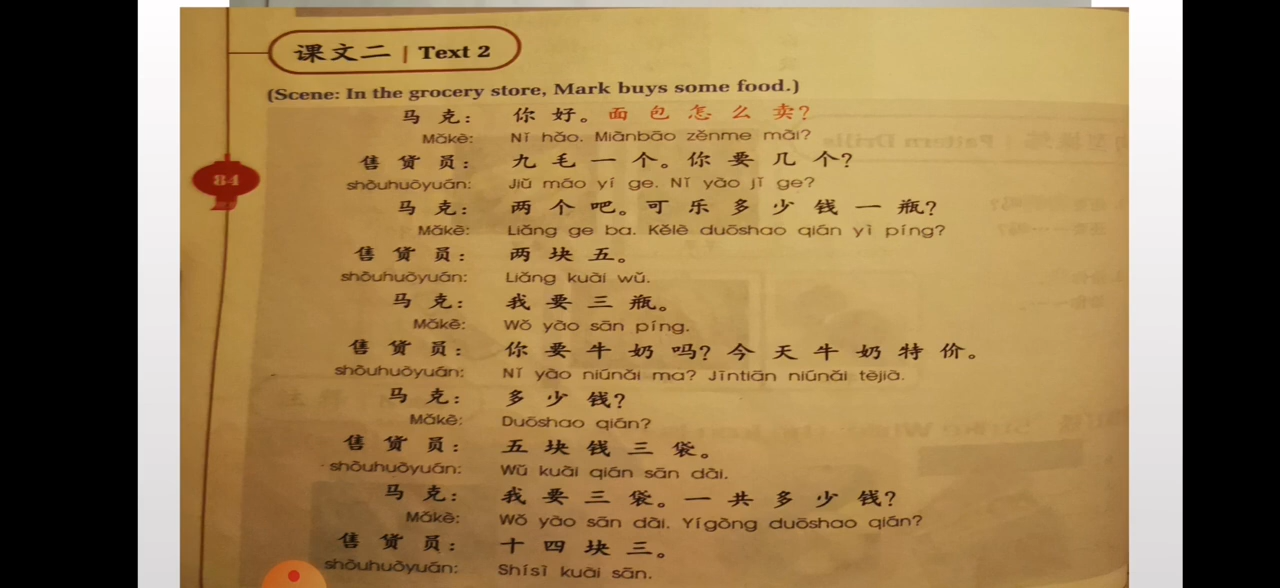 课文二 | Text 2
(Scene: In the grocery store, Mark buys some food.)
马克： 你好。面包怎么卖？
Mǎkè: Nǐ hǎo. Miànbāo zěnme mài?
售货员： 九毛一个。你要几个？
shòuhuòyuán: Jiǔ máo yí ge. Nǐ yào jǐ ge?
84
马克： 两个吧。可乐多少钱一瓶？
Mǎkè: Liǎng ge ba. Kělè duōshao qián yì píng?
售货员： 两块五。
shòuhuòyuán: Liǎng kuài wǔ.
马克： 我要三瓶。
Mǎkè: Wǒ yào sān píng.
售货员： 你要牛奶吗？今天牛奶特价。
shòuhuòyuán: Nǐ yào niúnǎi ma? Jīntiān niúnǎi tèjià.
马克： 多少钱？
Mǎkè: Duōshao qián?
售货员： 五块钱三袋。
shòuhuòyuán: Wǔ kuài qián sān dài.
马克： 我要三袋。一共多少钱？
Mǎkè: Wǒ yào sān dài. Yígòng duōshao qián?
售货员： 十四块三。
shòuhuòyuán: Shísì kuài sān.